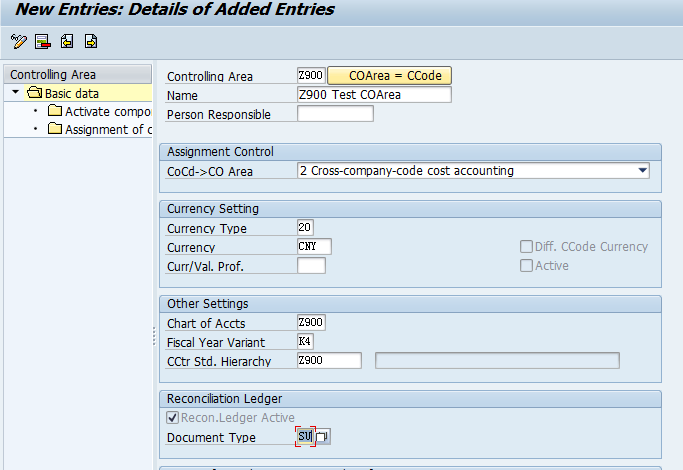 New Entries: Details of Added Entries
Controlling Area
Basic data
Activate compo
Assignment of c
Controlling Area Z900 COArea = CCode
Name Z900 Test COArea
Person Responsible
Assignment Control
CoCd->CO Area 2 Cross-company-code cost accounting
Currency Setting
Currency Type 20
Currency CNY Diff. CCode Currency
Curr/Val. Prof. Active
Other Settings
Chart of Accts Z900
Fiscal Year Variant K4
CCtr Std. Hierarchy Z900
Reconciliation Ledger
Recon.Ledger Active
Document Type SU